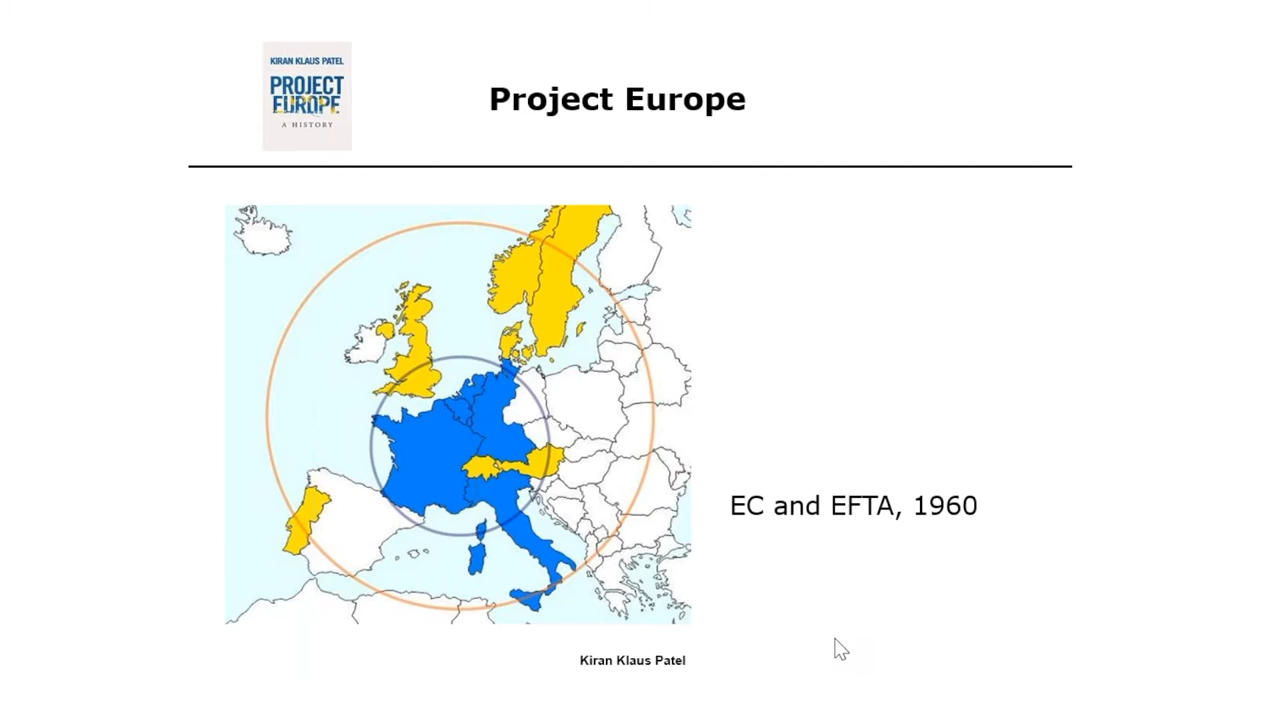 KIRAN KLAUS PATEL
PROJECT
EUROPE
A HISTORY
Project Europe
EC and EFTA, 1960
Kiran Klaus Patel